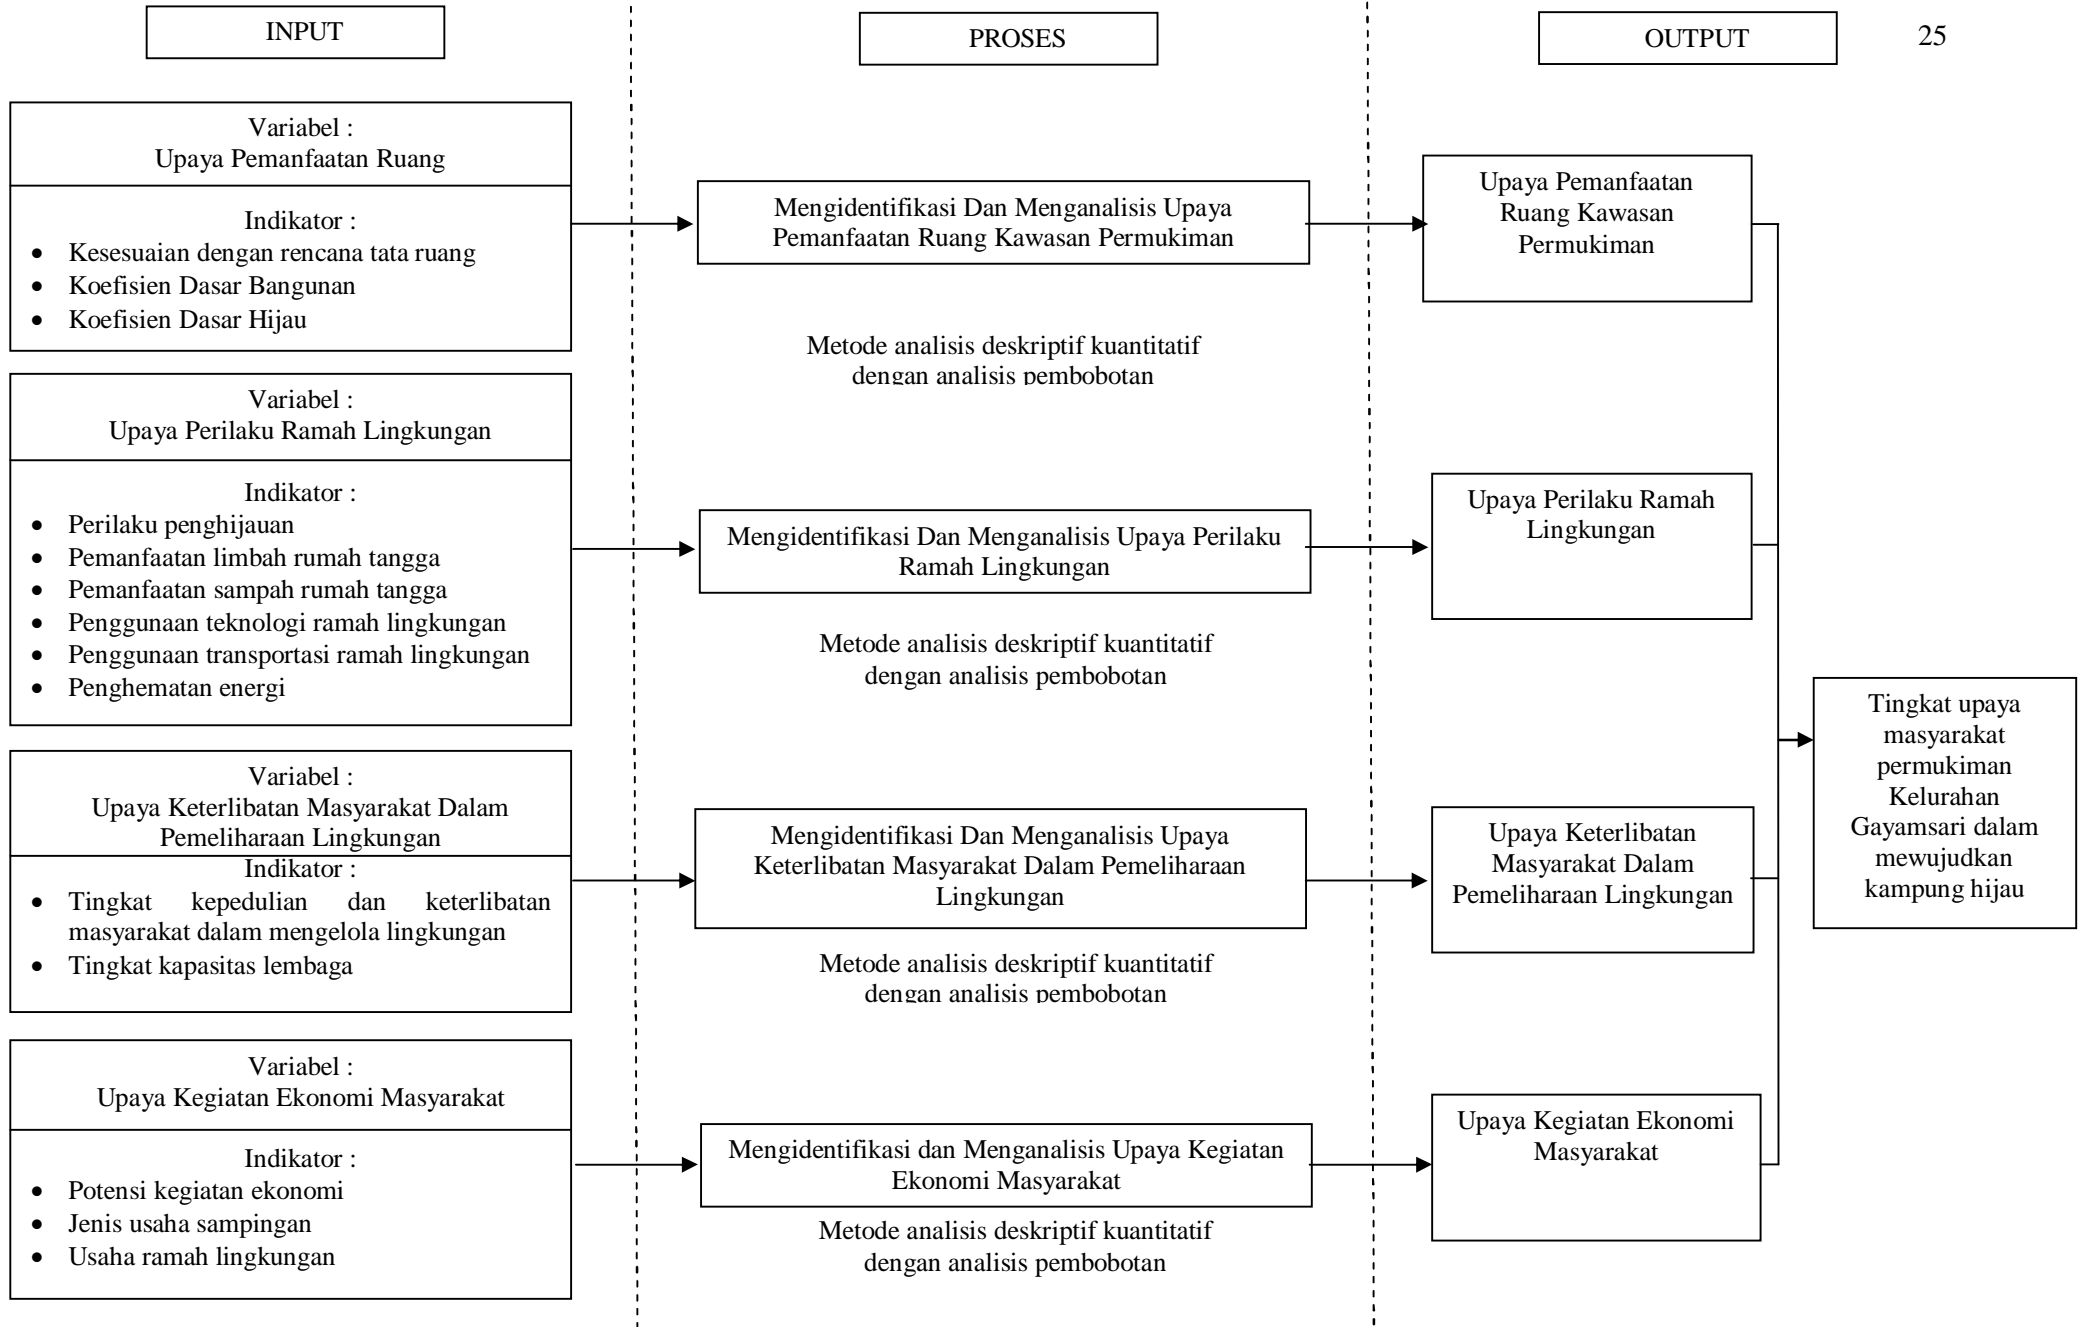 INPUT
PROSES
OUTPUT
25
Variabel :
Upaya Pemanfaatan Ruang
Indikator :
• Kesesuaian dengan rencana tata ruang
• Koefisien Dasar Bangunan
• Koefisien Dasar Hijau
Mengidentifikasi Dan Menganalisis Upaya
Pemanfaatan Ruang Kawasan Permukiman
Metode analisis deskriptif kuantitatif
dengan analisis pembobotan
Upaya Pemanfaatan
Ruang Kawasan
Permukiman
Variabel :
Upaya Perilaku Ramah Lingkungan
Indikator :
• Perilaku penghijauan
• Pemanfaatan limbah rumah tangga
• Pemanfaatan sampah rumah tangga
• Penggunaan teknologi ramah lingkungan
• Penggunaan transportasi ramah lingkungan
• Penghematan energi
Mengidentifikasi Dan Menganalisis Upaya Perilaku
Ramah Lingkungan
Metode analisis deskriptif kuantitatif
dengan analisis pembobotan
Upaya Perilaku Ramah
Lingkungan
Variabel :
Upaya Keterlibatan Masyarakat Dalam
Pemeliharaan Lingkungan
Indikator :
• Tingkat kepedulian dan keterlibatan
masyarakat dalam mengelola lingkungan
• Tingkat kapasitas lembaga
Mengidentifikasi Dan Menganalisis Upaya
Keterlibatan Masyarakat Dalam Pemeliharaan
Lingkungan
Metode analisis deskriptif kuantitatif
dengan analisis pembobotan
Upaya Keterlibatan
Masyarakat Dalam
Pemeliharaan Lingkungan
Variabel :
Upaya Kegiatan Ekonomi Masyarakat
Indikator :
• Potensi kegiatan ekonomi
• Jenis usaha sampingan
• Usaha ramah lingkungan
Mengidentifikasi dan Menganalisis Upaya Kegiatan
Ekonomi Masyarakat
Metode analisis deskriptif kuantitatif
dengan analisis pembobotan
Upaya Kegiatan Ekonomi
Masyarakat
Tingkat upaya
masyarakat
permukiman
Kelurahan
Gayamsari dalam
mewujudkan
kampung hijau